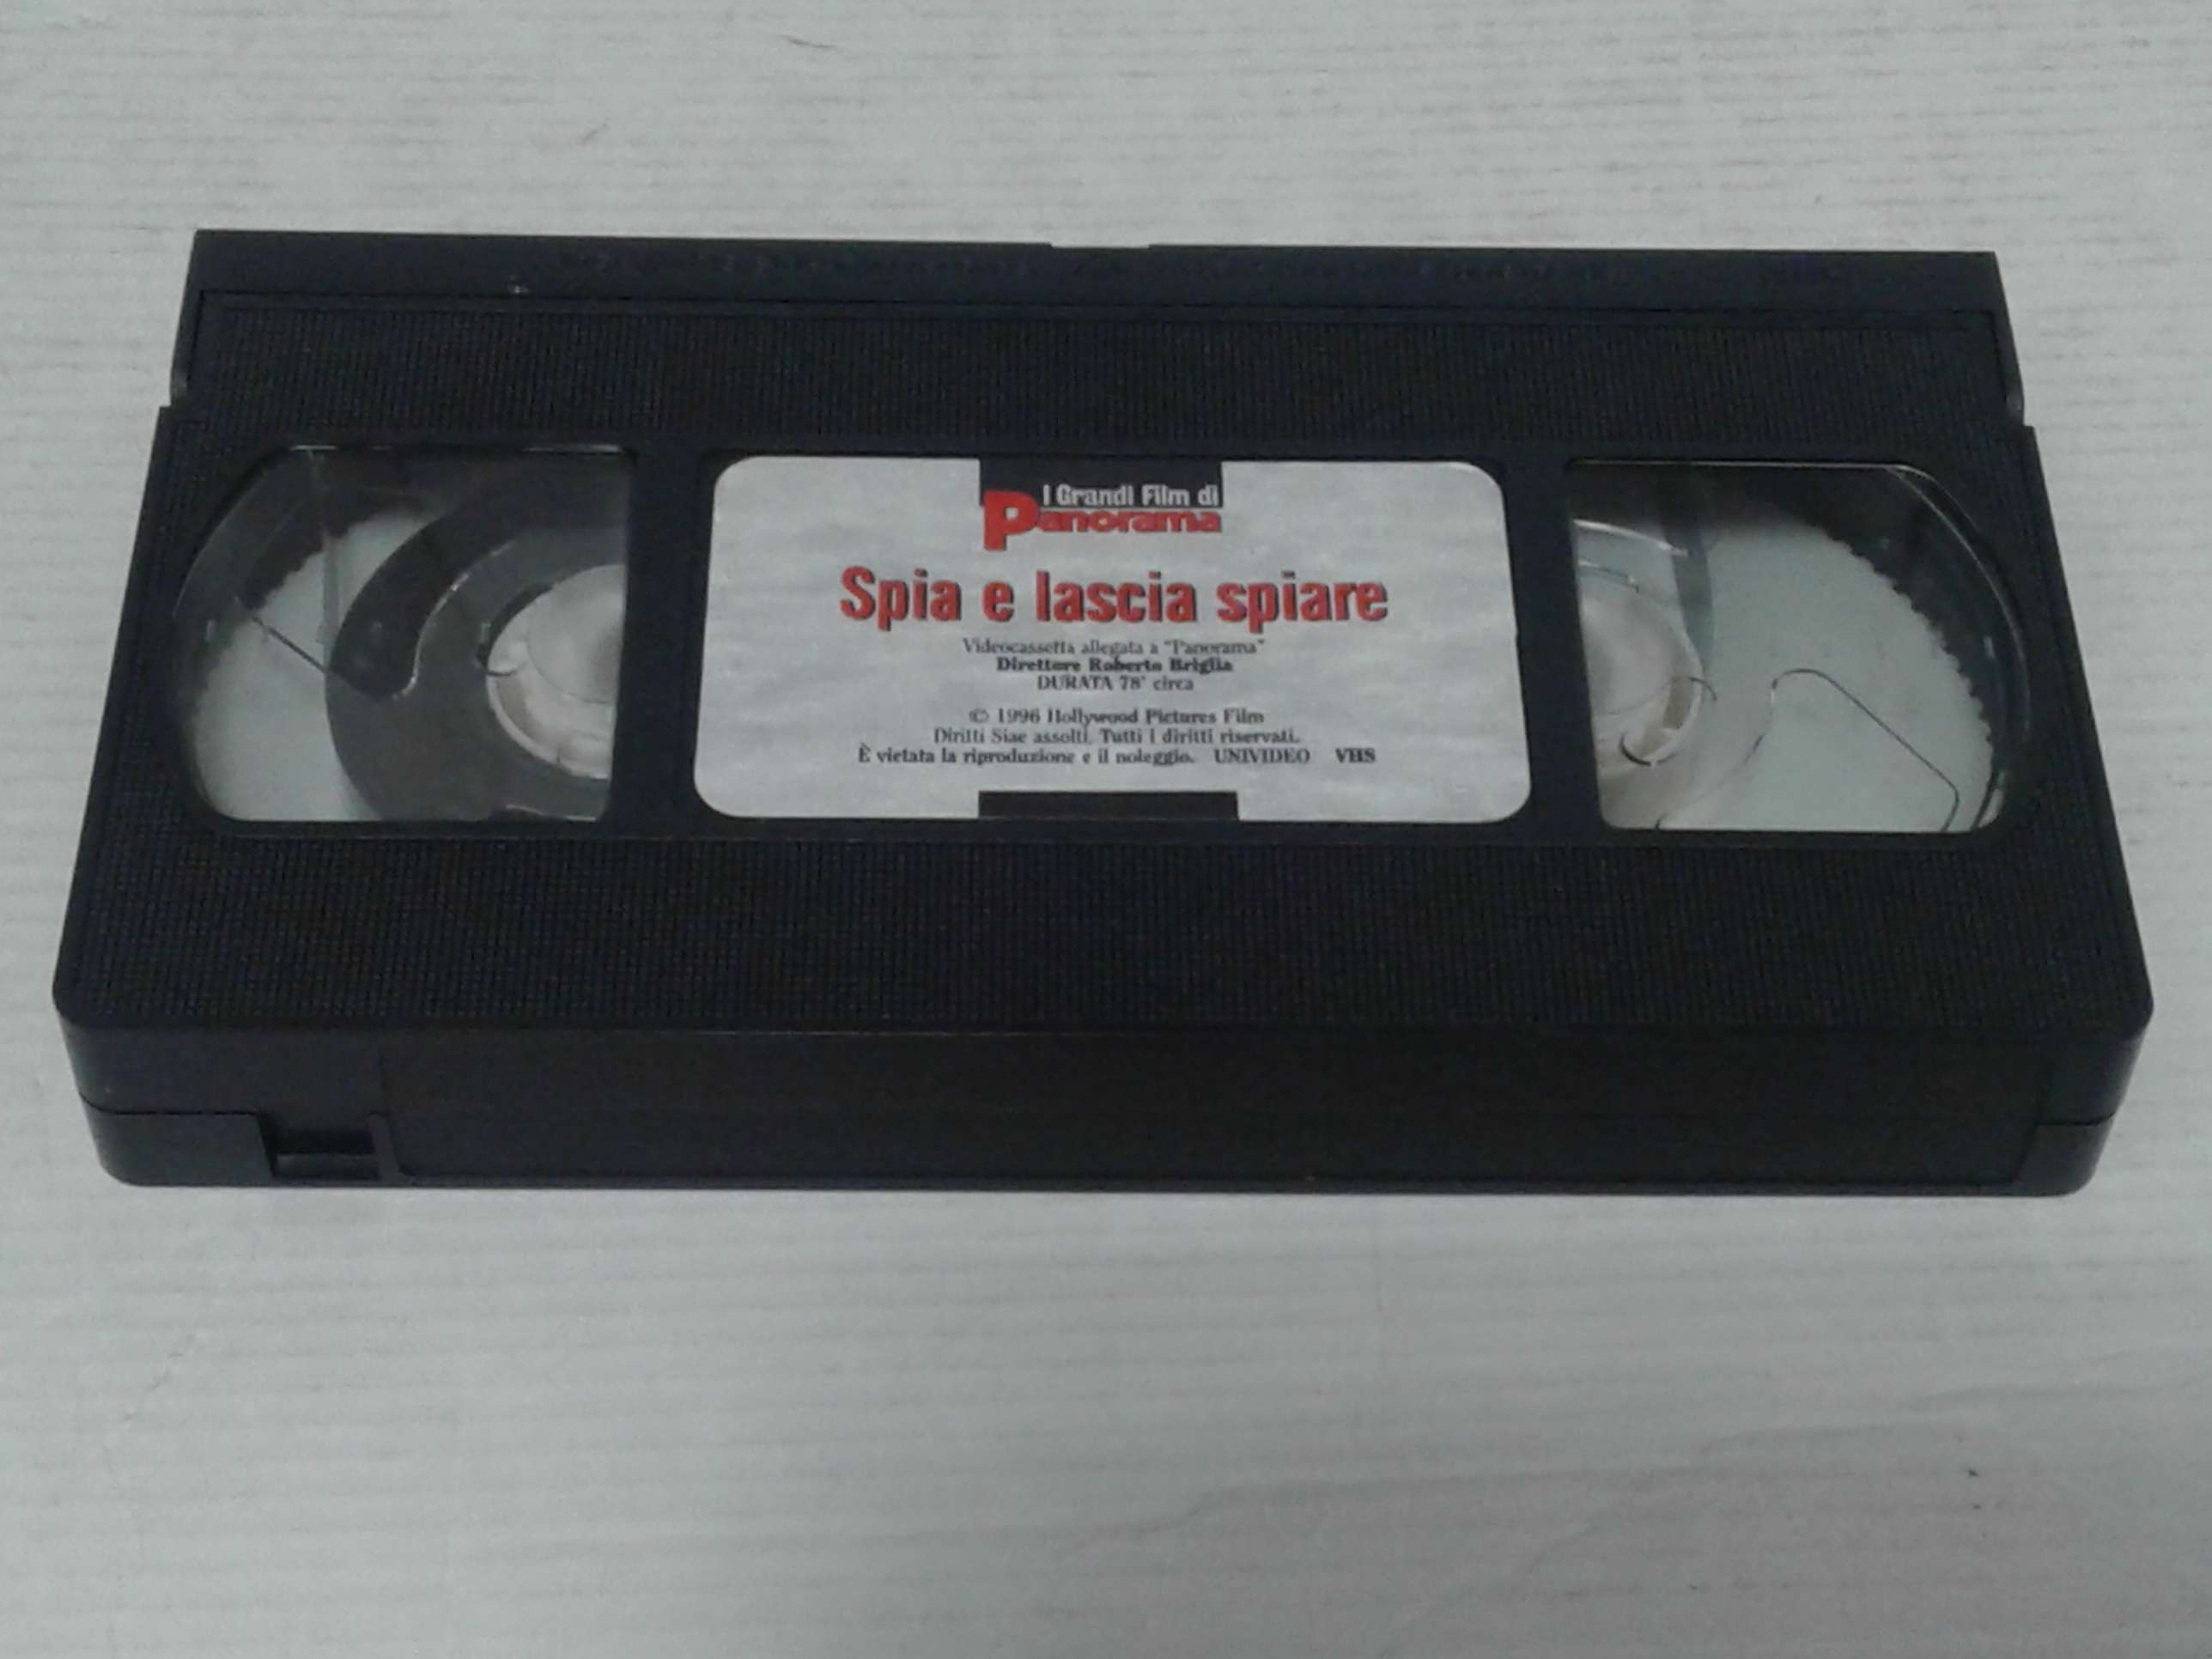 I Grandi Film di
Panorama
Spia e lascia spiare
Videocassetta allegata a "Panorama"
Direttore Roberto Briglia
DURATA 78' circa
© 1996 Hollywood Pictures Film
Diritti Siae assolti. Tutti i diritti riservati.
È vietata la riproduzione e il noleggio. UNIVIDEO VHS